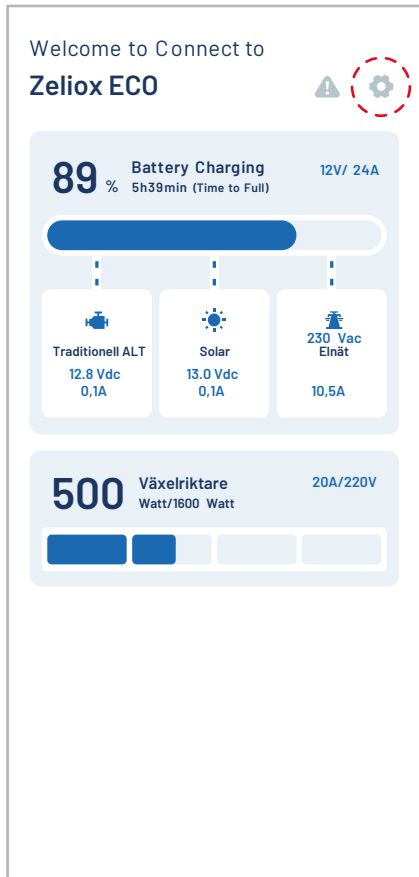 Welcome to Connect to
Zeliox ECO
89 %
Battery Charging
5h39min (Time to Full)
12V/ 24A
Traditionell ALT
12.8 Vdc
0,1A
Solar
13.0 Vdc
0,1A
230 Vac
Elnät
10,5A
500
Växelriktare
Watt/1600 Watt
20A/220V